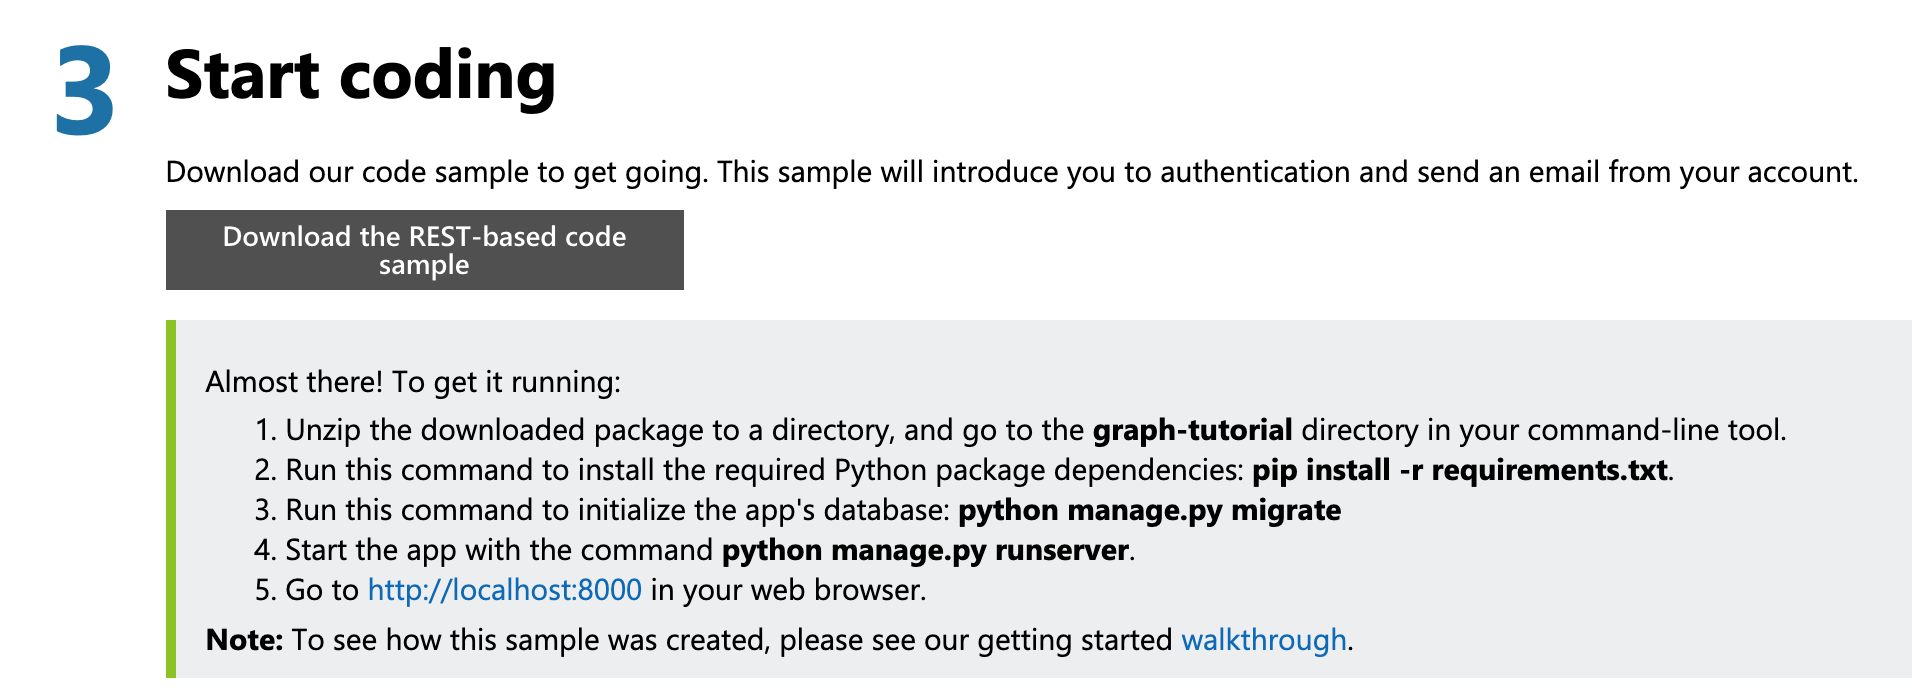 3 Start coding
Download our code sample to get going. This sample will introduce you to authentication and send an email from your account.
Download the REST-based code
sample
Almost there! To get it running:
1. Unzip the downloaded package to a directory, and go to the graph-tutorial directory in your command-line tool.
2. Run this command to install the required Python package dependencies: pip install -r requirements.txt.
3. Run this command to initialize the app's database: python manage.py migrate
4. Start the app with the command python manage.py runserver.
5. Go to http://localhost:8000 in your web browser.
Note: To see how this sample was created, please see our getting started walkthrough.